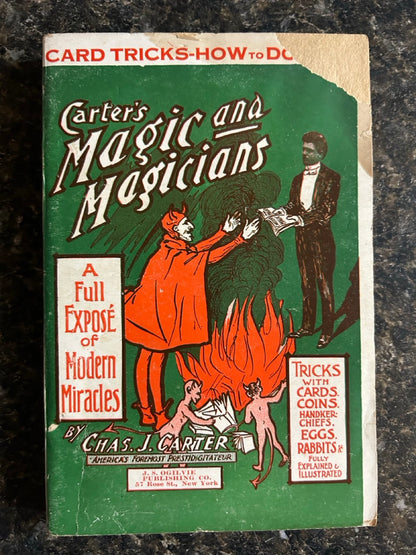 CARD TRICKS-HOW TO DO
Carter's
Magic and
Magicians
A
Full
Exposé
of
Modern
Miracles
BY CHAS. J. CARTER
"AMERICA'S FOREMOST PRESTIDIGITATEUR
J. S. OGILVIE
PUBLISHING CO.
57 Rose St., New York
TRICKS
WITH
CARDS.
COINS.
HANDKER-
CHIEFS,
EGGS,
RABBITS &
FULLY
EXPLAINED &
ILLUSTRATED